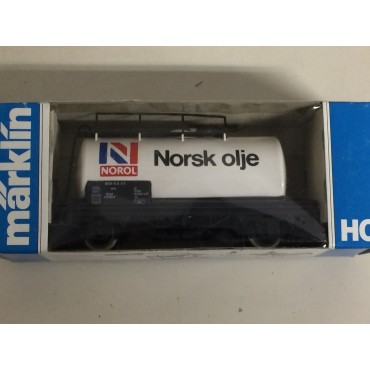 märklin
NOROL
Norsk olje
HO